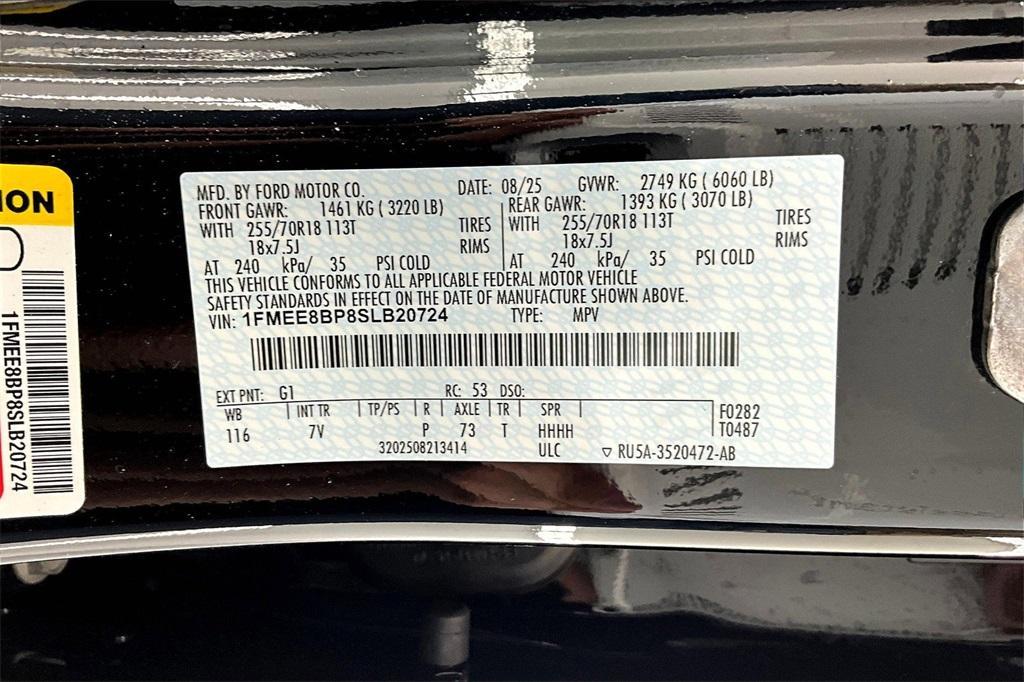 ION
1FMEE8BP8SLB20724
MFD. BY FORD MOTOR CO. DATE: 08/25 GVWR: 2749 KG ( 6060 LB)
FRONT GAWR: 1461 KG ( 3220 LB) REAR GAWR: 1393 KG ( 3070 LB)
WITH 255/70R18 113T TIRES WITH 255/70R18 113T TIRES
18x7.5J RIMS 18x7.5J RIMS
AT 240 kPa/ 35 PSI COLD AT 240 kPa/ 35 PSI COLD
THIS VEHICLE CONFORMS TO ALL APPLICABLE FEDERAL MOTOR VEHICLE
SAFETY STANDARDS IN EFFECT ON THE DATE OF MANUFACTURE SHOWN ABOVE.
VIN: 1FMEE8BP8SLB20724 TYPE: MPV
EXT PNT: G1 RC: 53 DSO:
WB INT TR TP/PS R AXLE TR SPR F0282
116 7V P 73 T HHHH T0487
3202508213414 ULC ▽ RU5A-3520472-AB